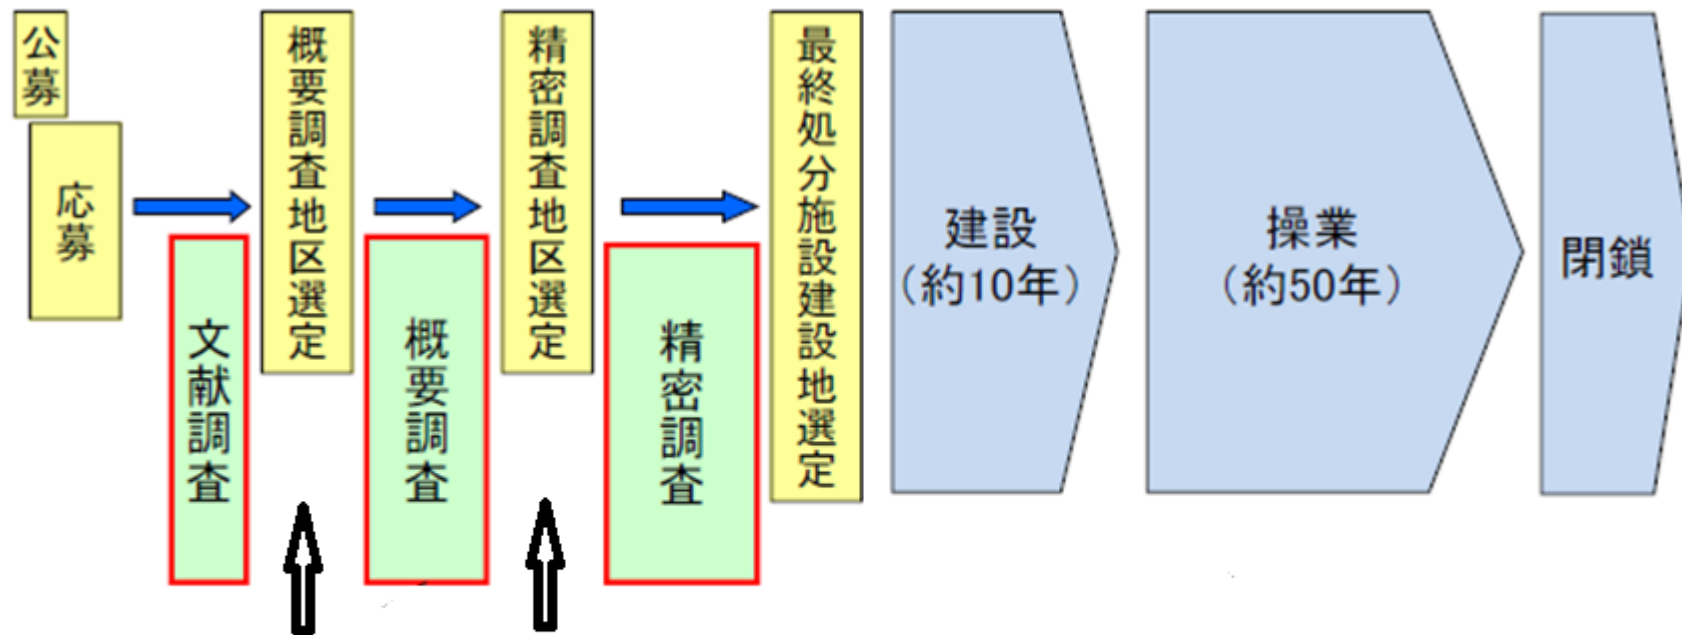 公募
応募
文献調査
概要調査地区選定
概要調査
精密調査地区選定
精密調査
最終処分施設建設地選定
建設
（約10年）
操業
（約50年）
閉鎖